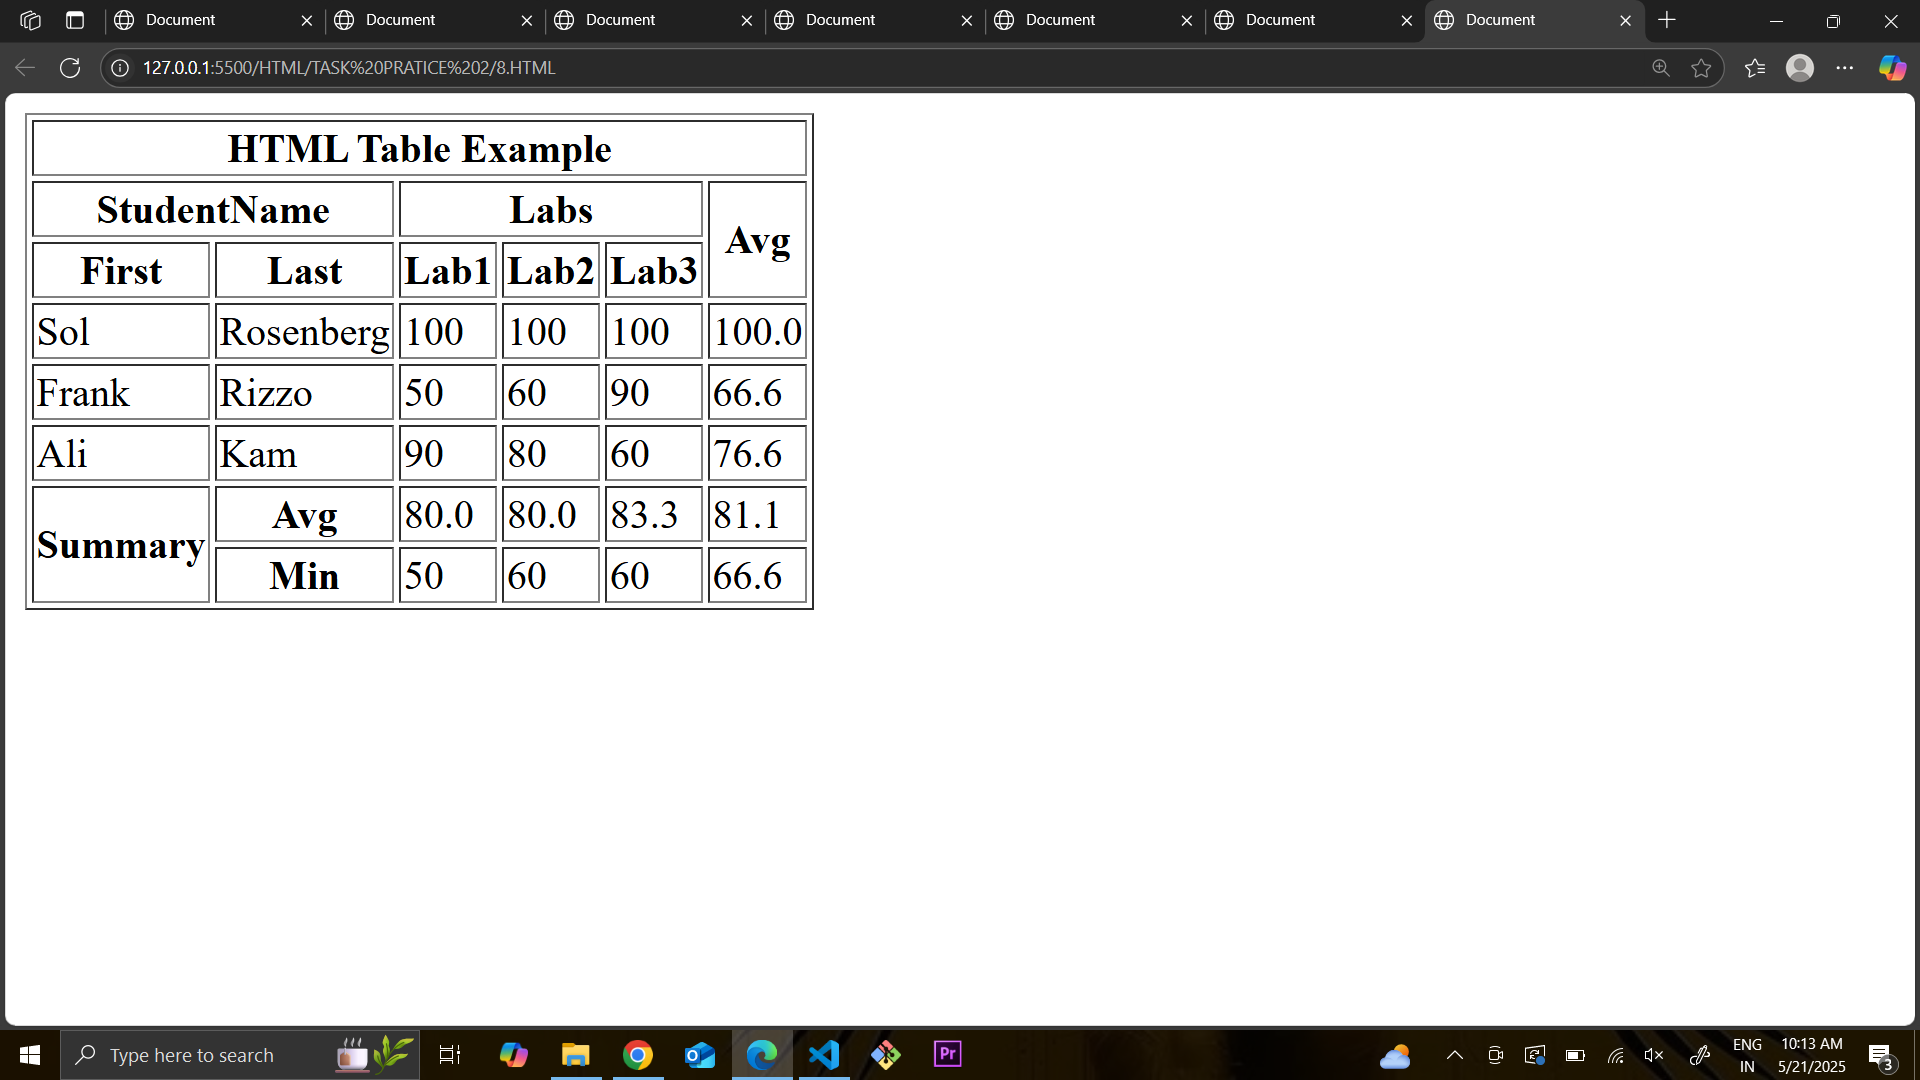 Document Document Document Document Document Document Document
127.0.0.1:5500/HTML/TASK%20PRATICE%202/8.HTML
HTML Table Example
StudentName Labs Avg
First Last Lab1 Lab2 Lab3
Sol Rosenberg 100 100 100 100.0
Frank Rizzo 50 60 90 66.6
Ali Kam 90 80 60 76.6
Summary Avg 80.0 80.0 83.3 81.1
Min 50 60 60 66.6
Type here to search
Pr
ENG
IN
10:13 AM
5/21/2025
3